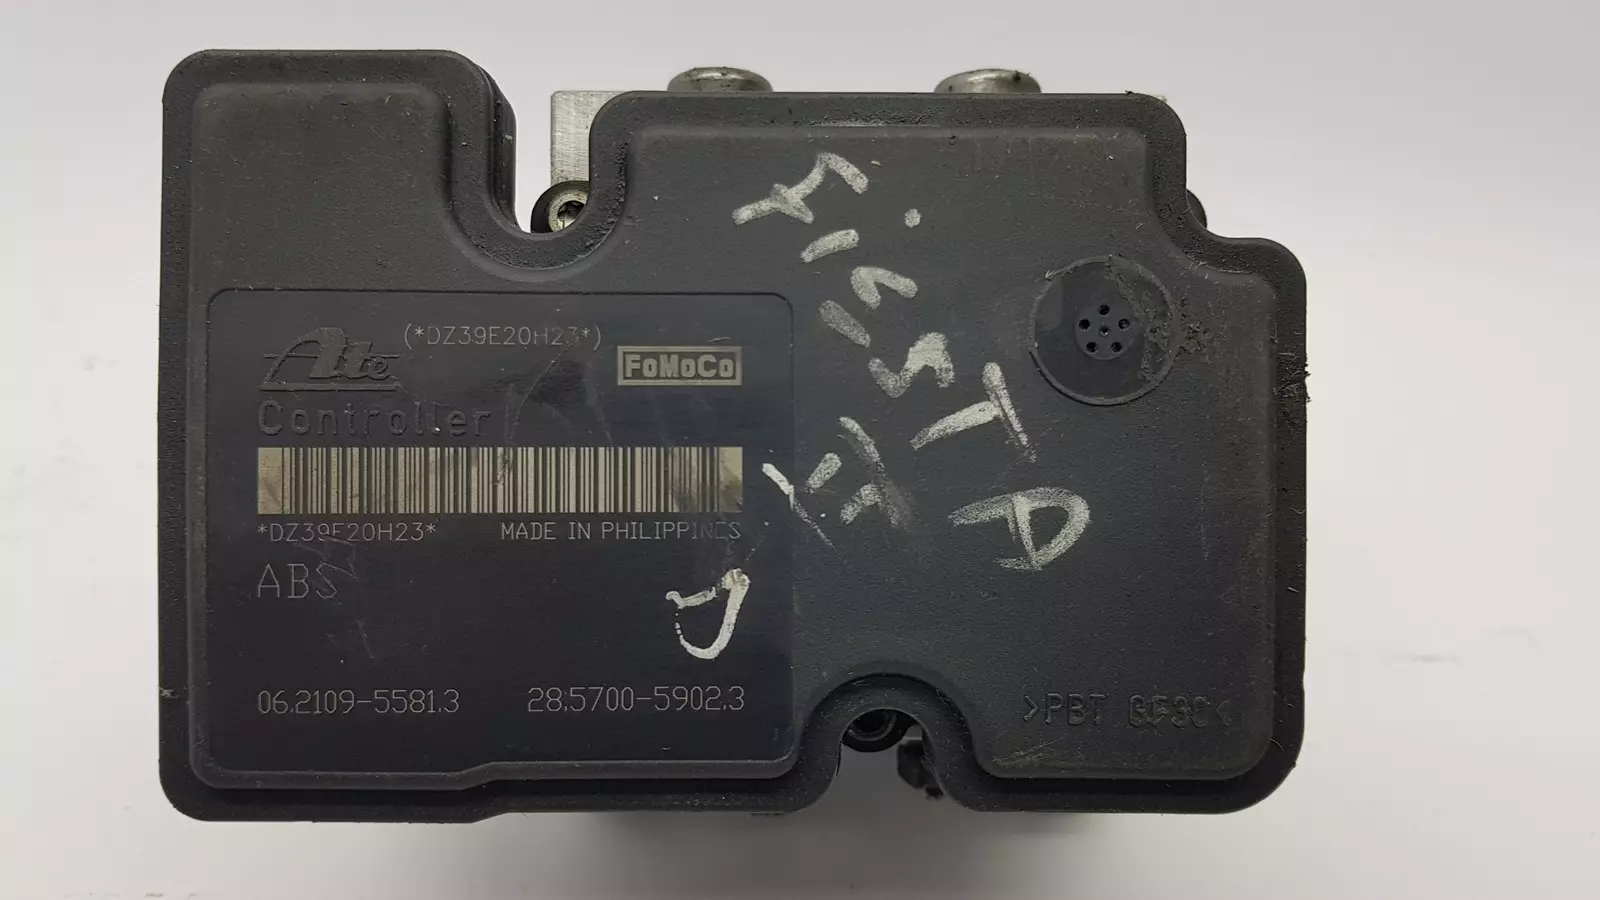 (*DZ39E20H23*)
Ate
FoMoCo
Controller
*DZ39E20H23*
MADE IN PHILIPPINES
ABS
06.2109-5581.3
28.5700-5902.3
>PBT GF30<